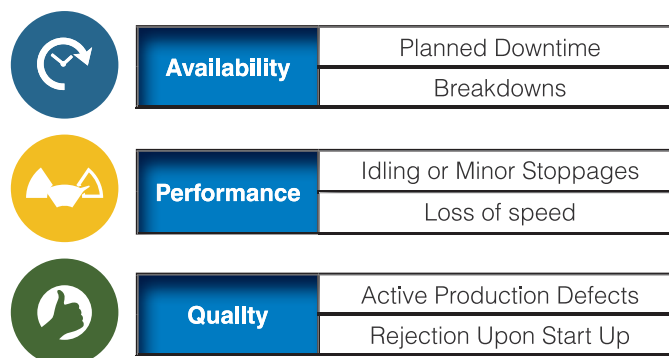 Availability
Planned Downtime
Breakdowns
Performance
Idling or Minor Stoppages
Loss of speed
Quality
Active Production Defects
Rejection Upon Start Up